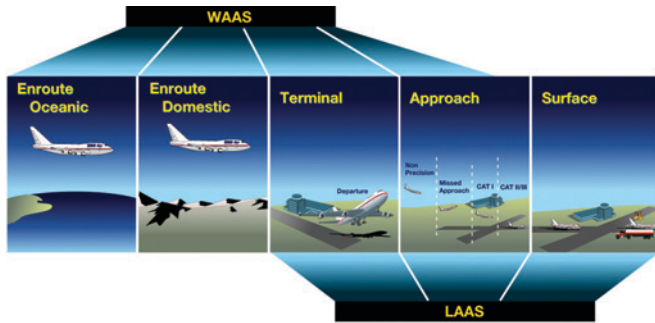 WAAS
Enroute
Oceanic
Enroute
Domestic
Terminal
Approach
Surface
Non
Precision
Missed
Approach
CAT I
CAT II/III
Departure
LAAS